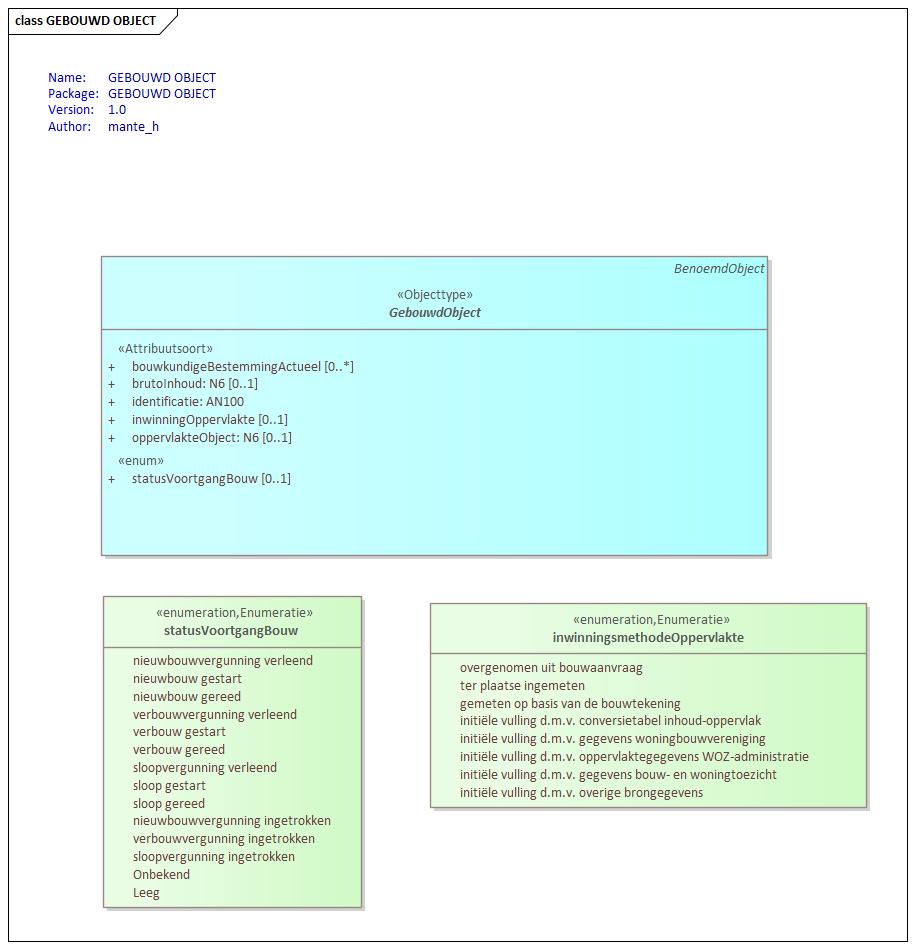 class GEBOUWD OBJECT
Name: GEBOUWD OBJECT
Package: GEBOUWD OBJECT
Version: 1.0
Author: mante_h
BenoemdObject
«Objecttype»
GebouwdObject
«Attribuutsoort»
+ bouwkundigeBestemmingActueel [0..*]
+ brutoInhoud: N6 [0..1]
+ identificatie: AN100
+ inwinningOppervlakte [0..1]
+ oppervlakteObject: N6 [0..1]
«enum»
+ statusVoortgangBouw [0..1]
«enumeration,Enumeratie»
statusVoortgangBouw
nieuwbouwvergunning verleend
nieuwbouw gestart
nieuwbouw gereed
verbouwvergunning verleend
verbouw gestart
verbouw gereed
sloopvergunning verleend
sloop gestart
sloop gereed
nieuwbouwvergunning ingetrokken
verbouwvergunning ingetrokken
sloopvergunning ingetrokken
Onbekend
Leeg
«enumeration,Enumeratie»
inwinningsmethodeOppervlakte
overgenomen uit bouwaanvraag
ter plaatse ingemeten
gemeten op basis van de bouwtekening
initiële vulling d.m.v. conversietabel inhoud-oppervlak
initiële vulling d.m.v. gegevens woningbouwvereniging
initiële vulling d.m.v. oppervlaktegegevens WOZ-administratie
initiële vulling d.m.v. gegevens bouw- en woningtoezicht
initiële vulling d.m.v. overige brongegevens